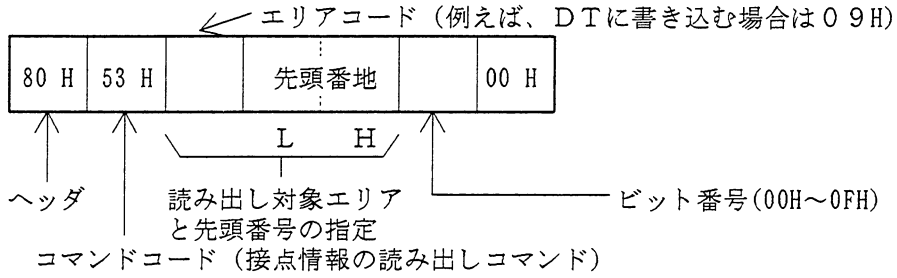 エリアコード（例えば、ＤＴに書き込む場合は０９Ｈ）
80 H 53 H 先頭番地 00 H
L H
ヘッダ 読み出し対象エリア ビット番号(00H～0FH)
と先頭番号の指定
コマンドコード（接点情報の読み出しコマンド）